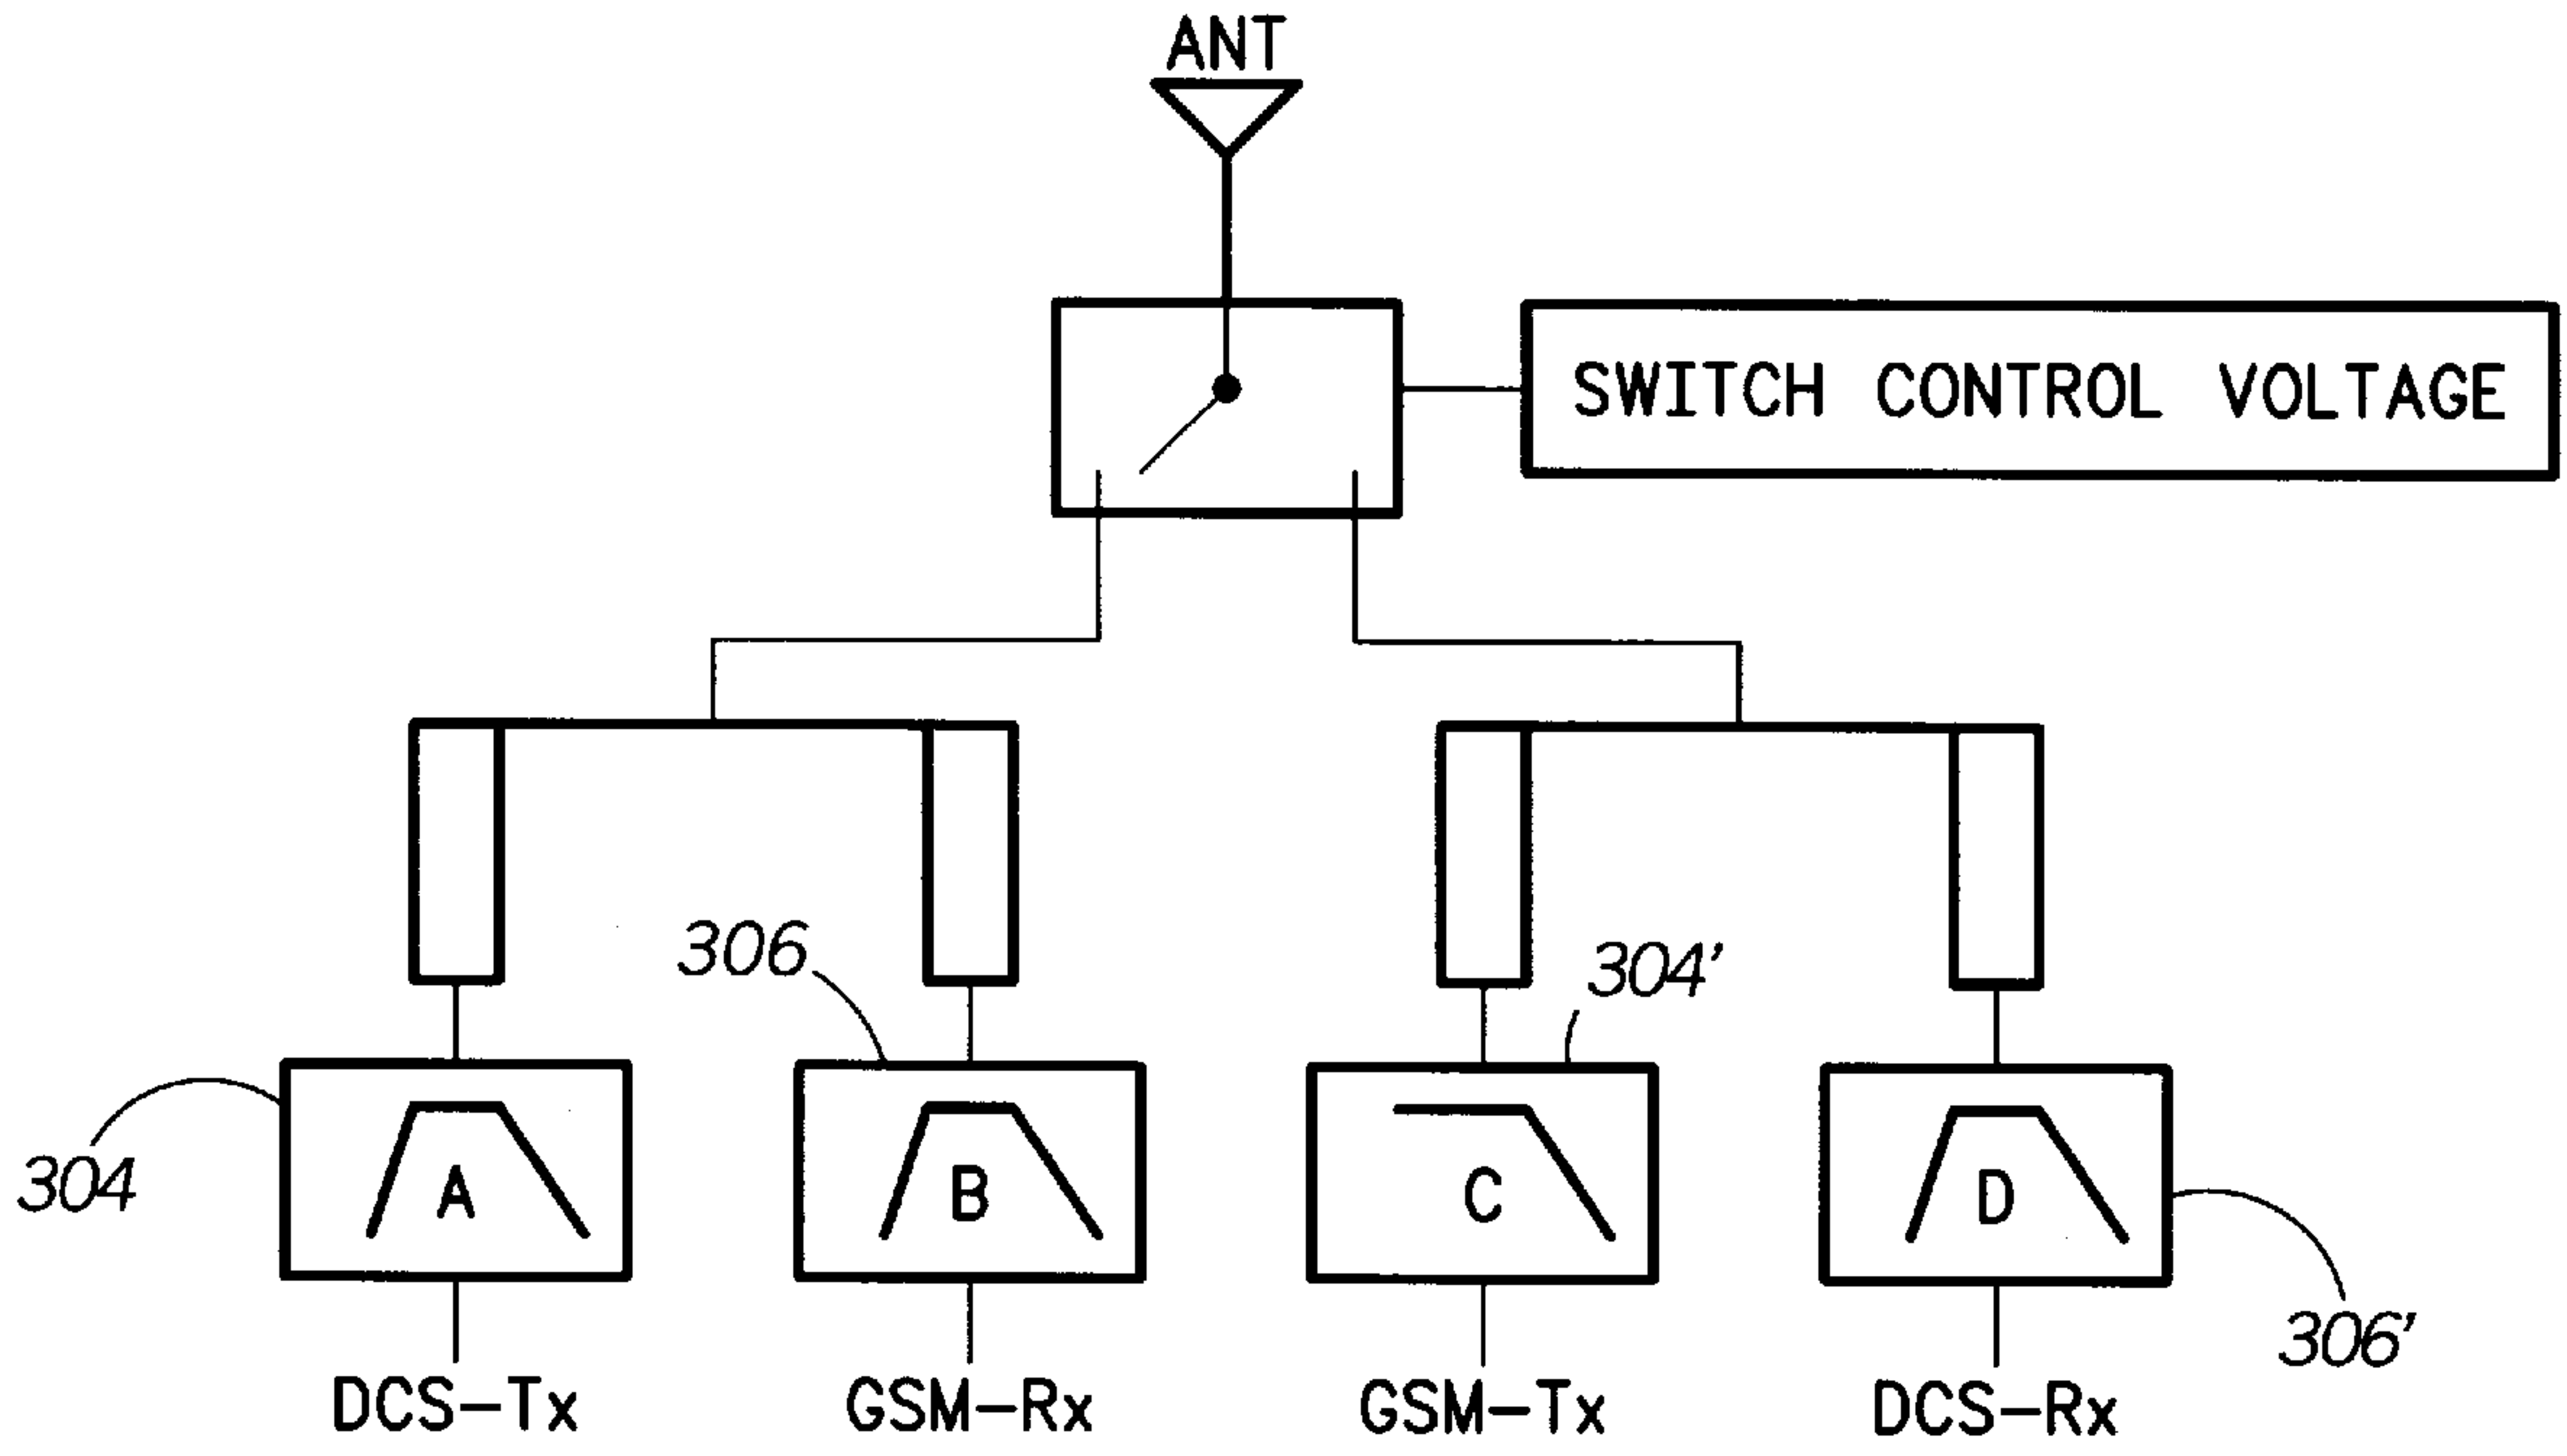 ANT
SWITCH CONTROL VOLTAGE
306
304'
304
A
B
C
D
306'
DCS-Tx
GSM-Rx
GSM-Tx
DCS-Rx